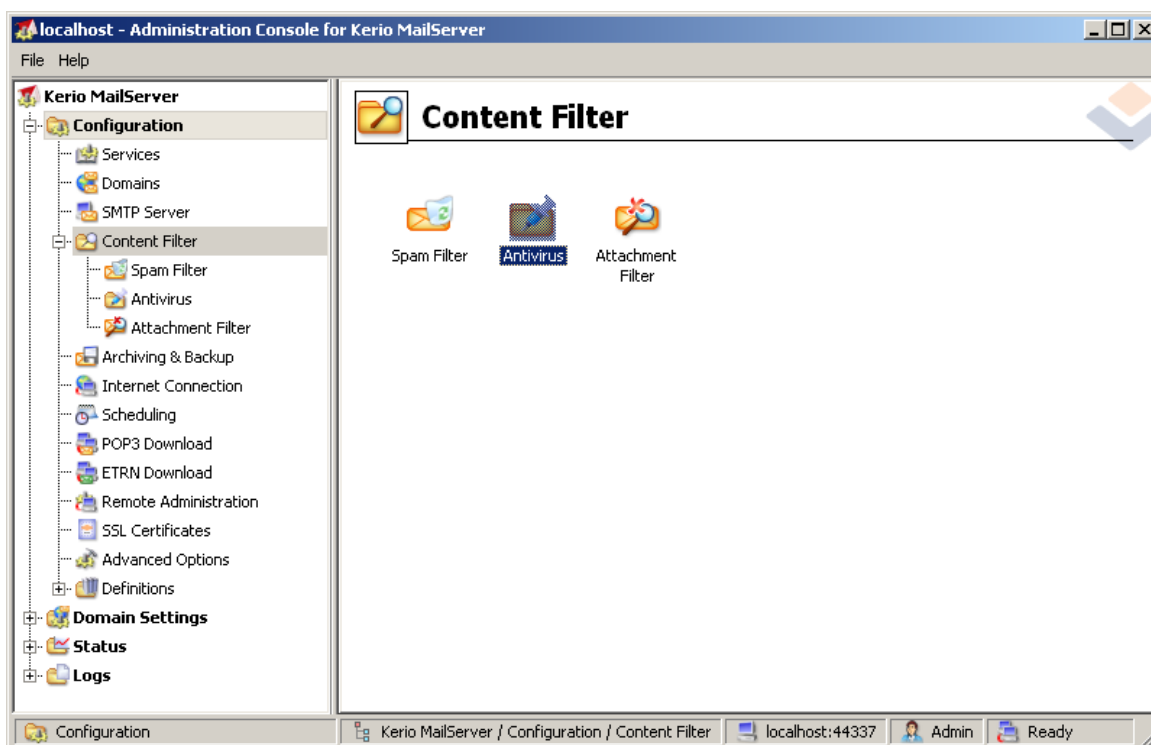 localhost - Administration Console for Kerio MailServer
File Help
Kerio MailServer
Configuration
Services
Domains
SMTP Server
Content Filter
Spam Filter
Antivirus
Attachment Filter
Archiving & Backup
Internet Connection
Scheduling
POP3 Download
ETRN Download
Remote Administration
SSL Certificates
Advanced Options
Definitions
Domain Settings
Status
Logs
Content Filter
Spam Filter
Antivirus
Attachment
Filter
Configuration
Kerio MailServer / Configuration / Content Filter
localhost:44337
Admin
Ready